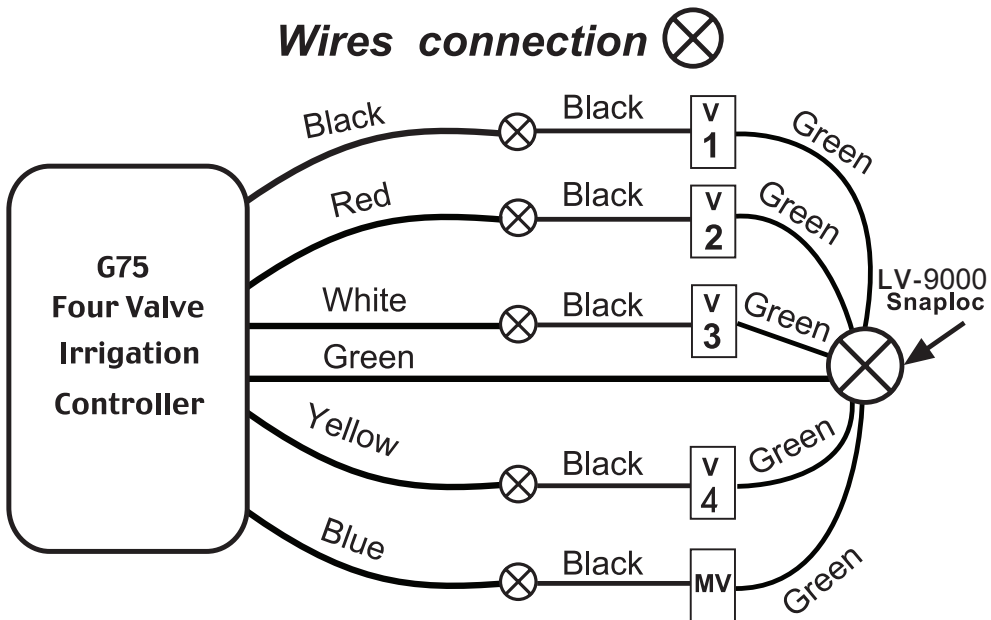 Wires connection
Black
Black
V
1
Green
Red
Black
V
2
Green
G75
Four Valve
Irrigation
Controller
White
Black
V
3
Green
LV-9000
Snaploc
Green
Yellow
Black
V
4
Green
Blue
Black
MV
Green